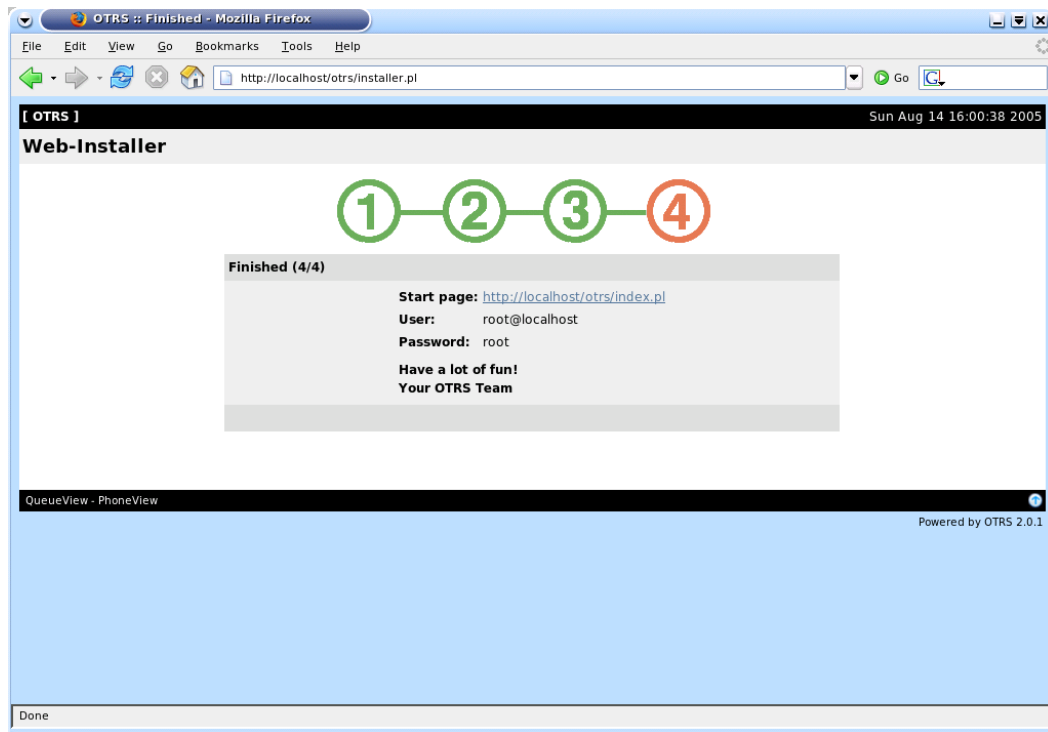 OTRS :: Finished - Mozilla Firefox
File Edit View Go Bookmarks Tools Help
http://localhost/otrs/installer.pl Go G
[ OTRS ] Sun Aug 14 16:00:38 2005
Web-Installer
1 2 3 4
Finished (4/4)
Start page: http://localhost/otrs/index.pl
User: root@localhost
Password: root
Have a lot of fun!
Your OTRS Team
QueueView - PhoneView
Powered by OTRS 2.0.1
Done